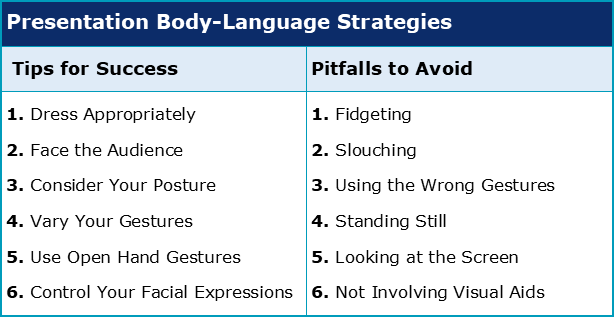 Presentation Body-Language Strategies
Tips for Success
1. Dress Appropriately
2. Face the Audience
3. Consider Your Posture
4. Vary Your Gestures
5. Use Open Hand Gestures
6. Control Your Facial Expressions
Pitfalls to Avoid
1. Fidgeting
2. Slouching
3. Using the Wrong Gestures
4. Standing Still
5. Looking at the Screen
6. Not Involving Visual Aids